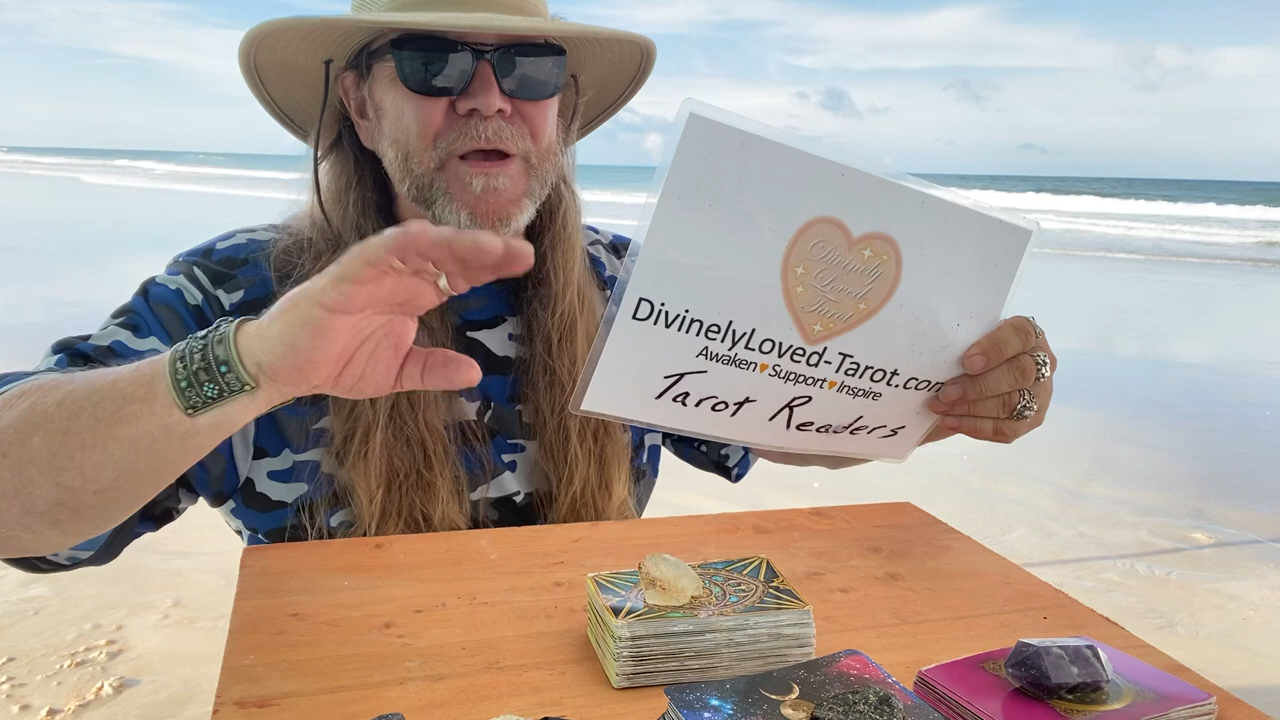 Divinely
Loved
Tarot
DivinelyLoved-Tarot.com
Awaken♥Support♥Inspire
Tarot Readers